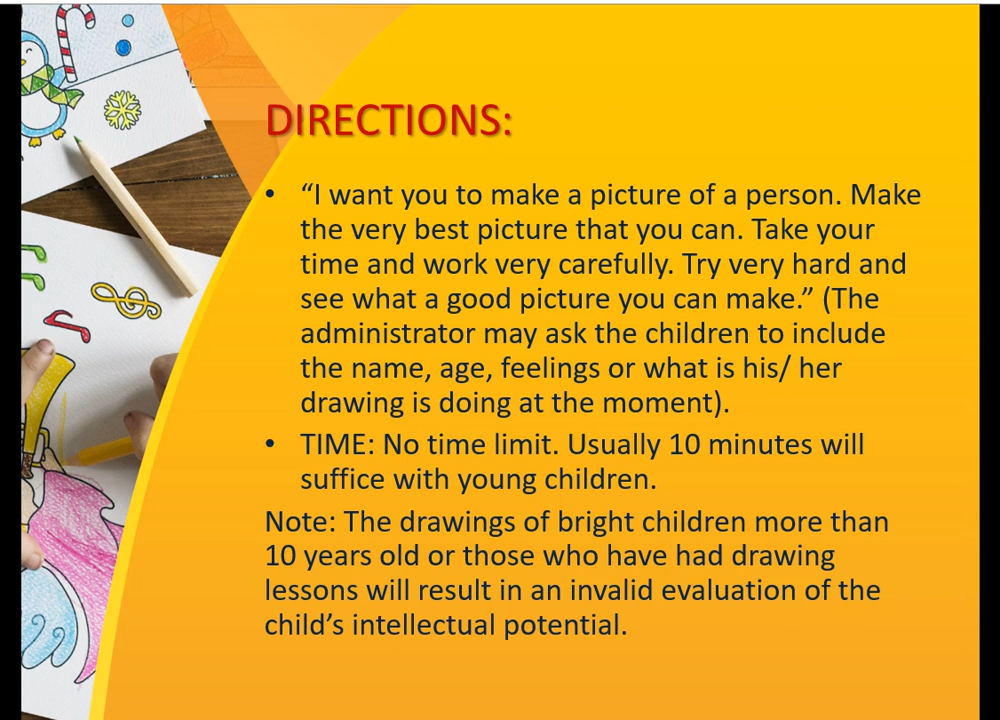 DIRECTIONS:
• “I want you to make a picture of a person. Make
the very best picture that you can. Take your
time and work very carefully. Try very hard and
see what a good picture you can make.” (The
administrator may ask the children to include
the name, age, feelings or what is his/ her
drawing is doing at the moment).
• TIME: No time limit. Usually 10 minutes will
suffice with young children.
Note: The drawings of bright children more than
10 years old or those who have had drawing
lessons will result in an invalid evaluation of the
child’s intellectual potential.